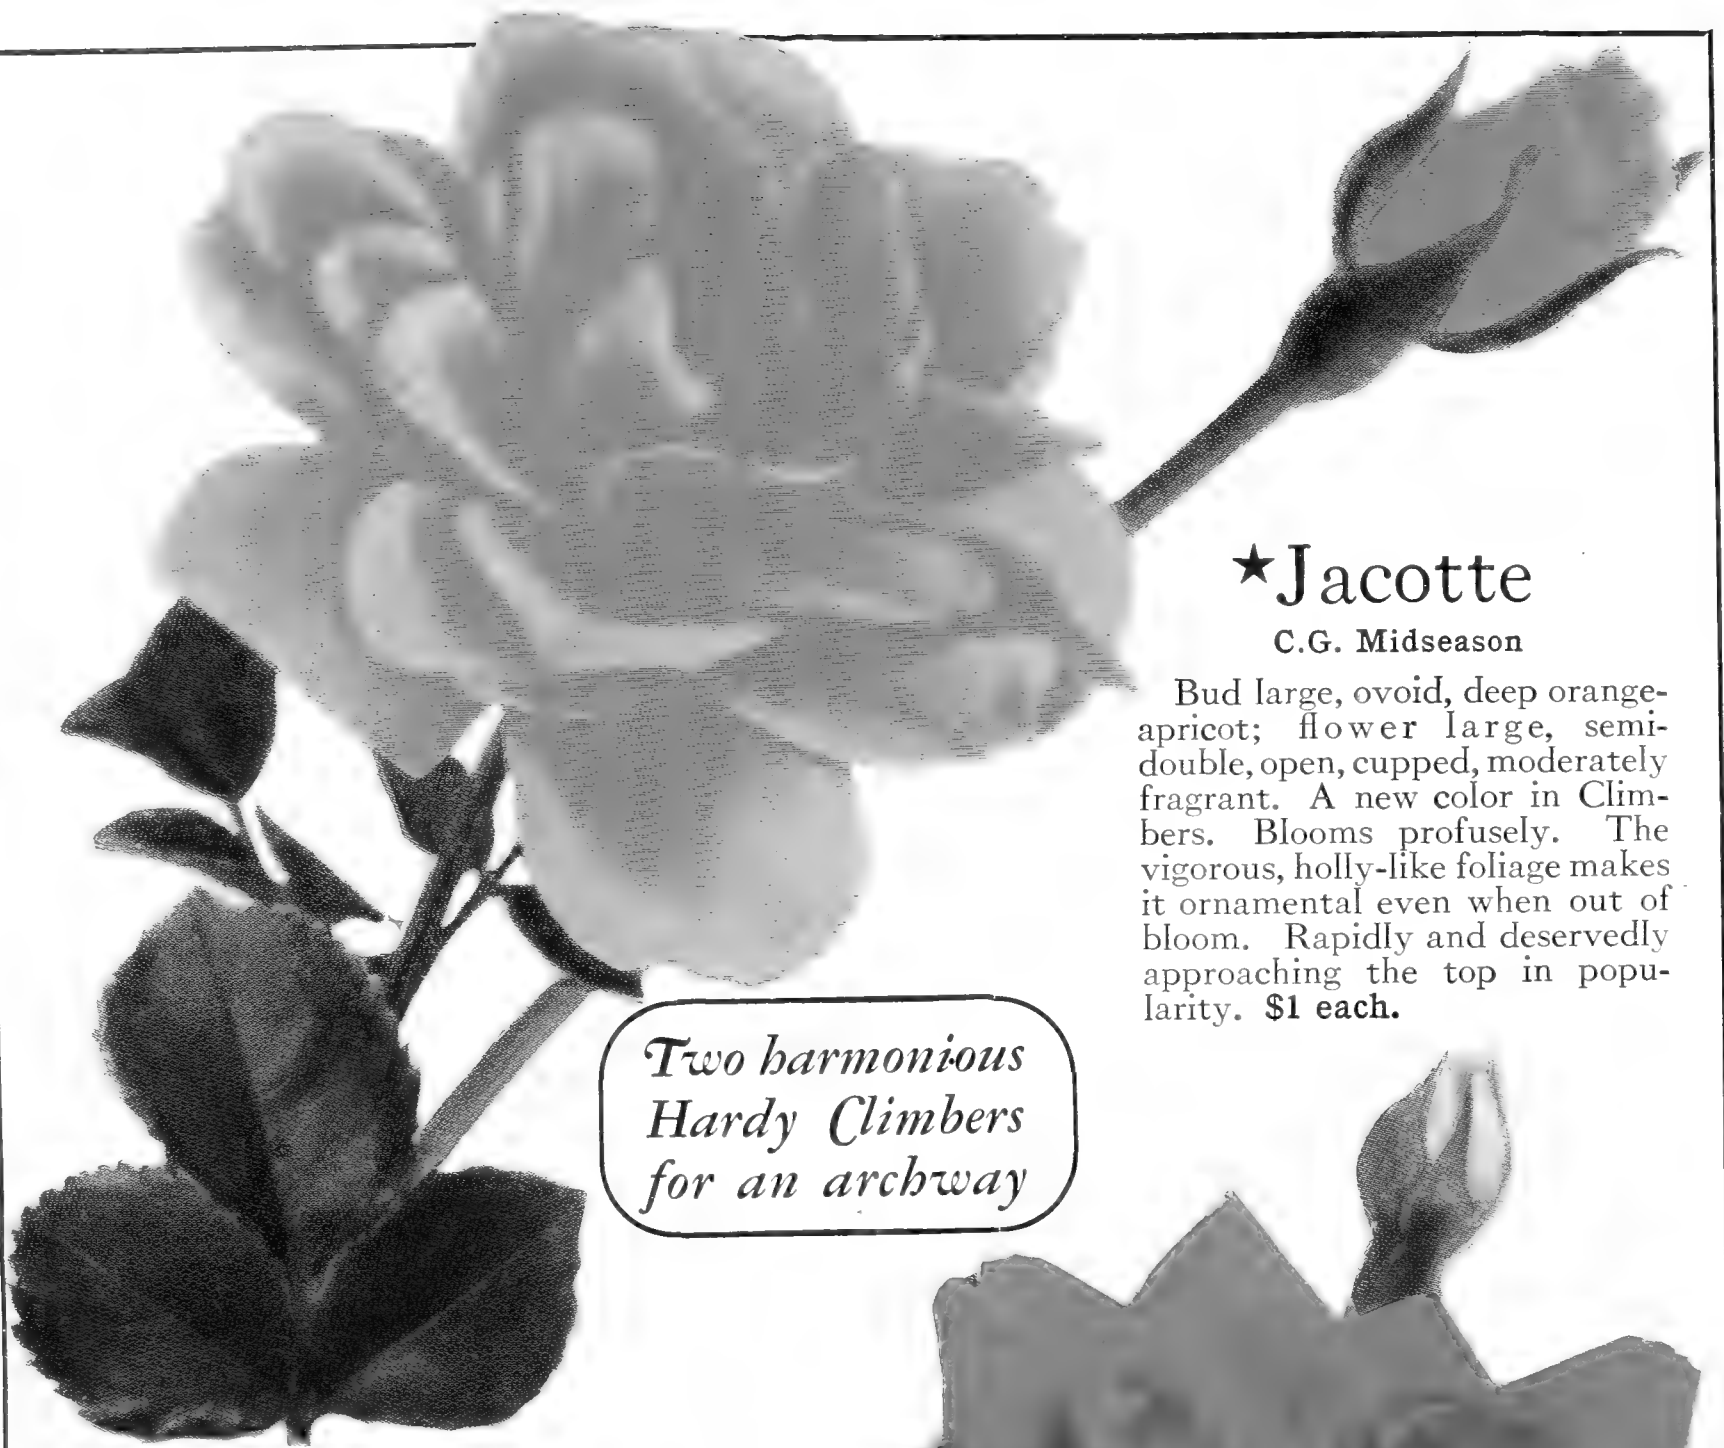 ★Jacotte
C.G. Midseason
Bud large, ovoid, deep orange-
apricot; flower large, semi-
double, open, cupped, moderately
fragrant. A new color in Clim-
bers. Blooms profusely. The
vigorous, holly-like foliage makes
it ornamental even when out of
bloom. Rapidly and deservedly
approaching the top in popu-
larity. $1 each.
Two harmonious
Hardy Climbers
for an archway